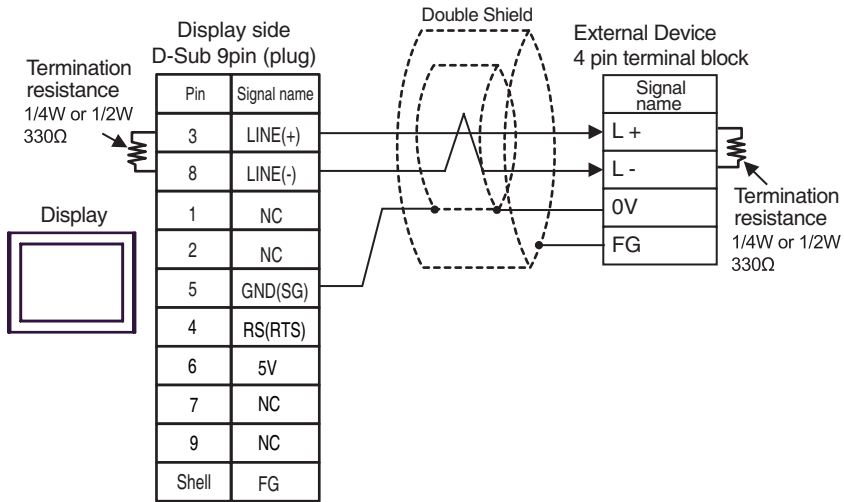 Double Shield
Display side
D-Sub 9pin (plug)
External Device
4 pin terminal block
Termination
resistance
1/4W or 1/2W
330Ω
Pin Signal name
3 LINE(+)
8 LINE(-)
1 NC
2 NC
5 GND(SG)
4 RS(RTS)
6 5V
7 NC
9 NC
Shell FG
Display
Signal
name
L +
L -
0V
FG
Termination
resistance
1/4W or 1/2W
330Ω